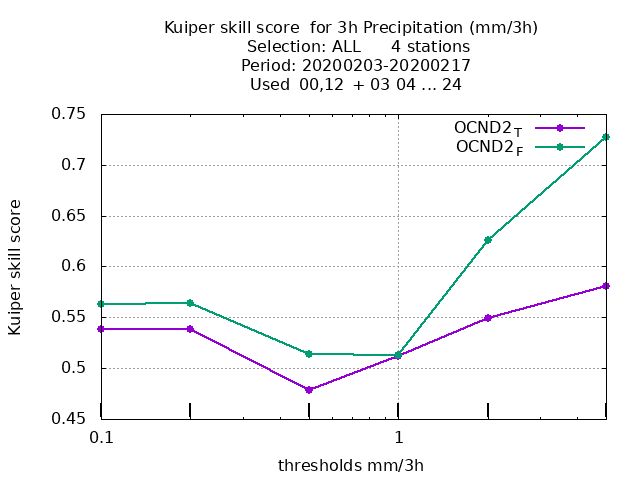 Kuiper skill score  for 3h Precipitation (mm/3h)
Selection: ALL      4 stations
Period: 20200203-20200217
Used  00,12  + 03 04 ... 24
0.75
0.7
0.65
0.6
0.55
0.5
0.45
Kuiper skill score
OCND2_T
OCND2_F
0.1
1
thresholds mm/3h